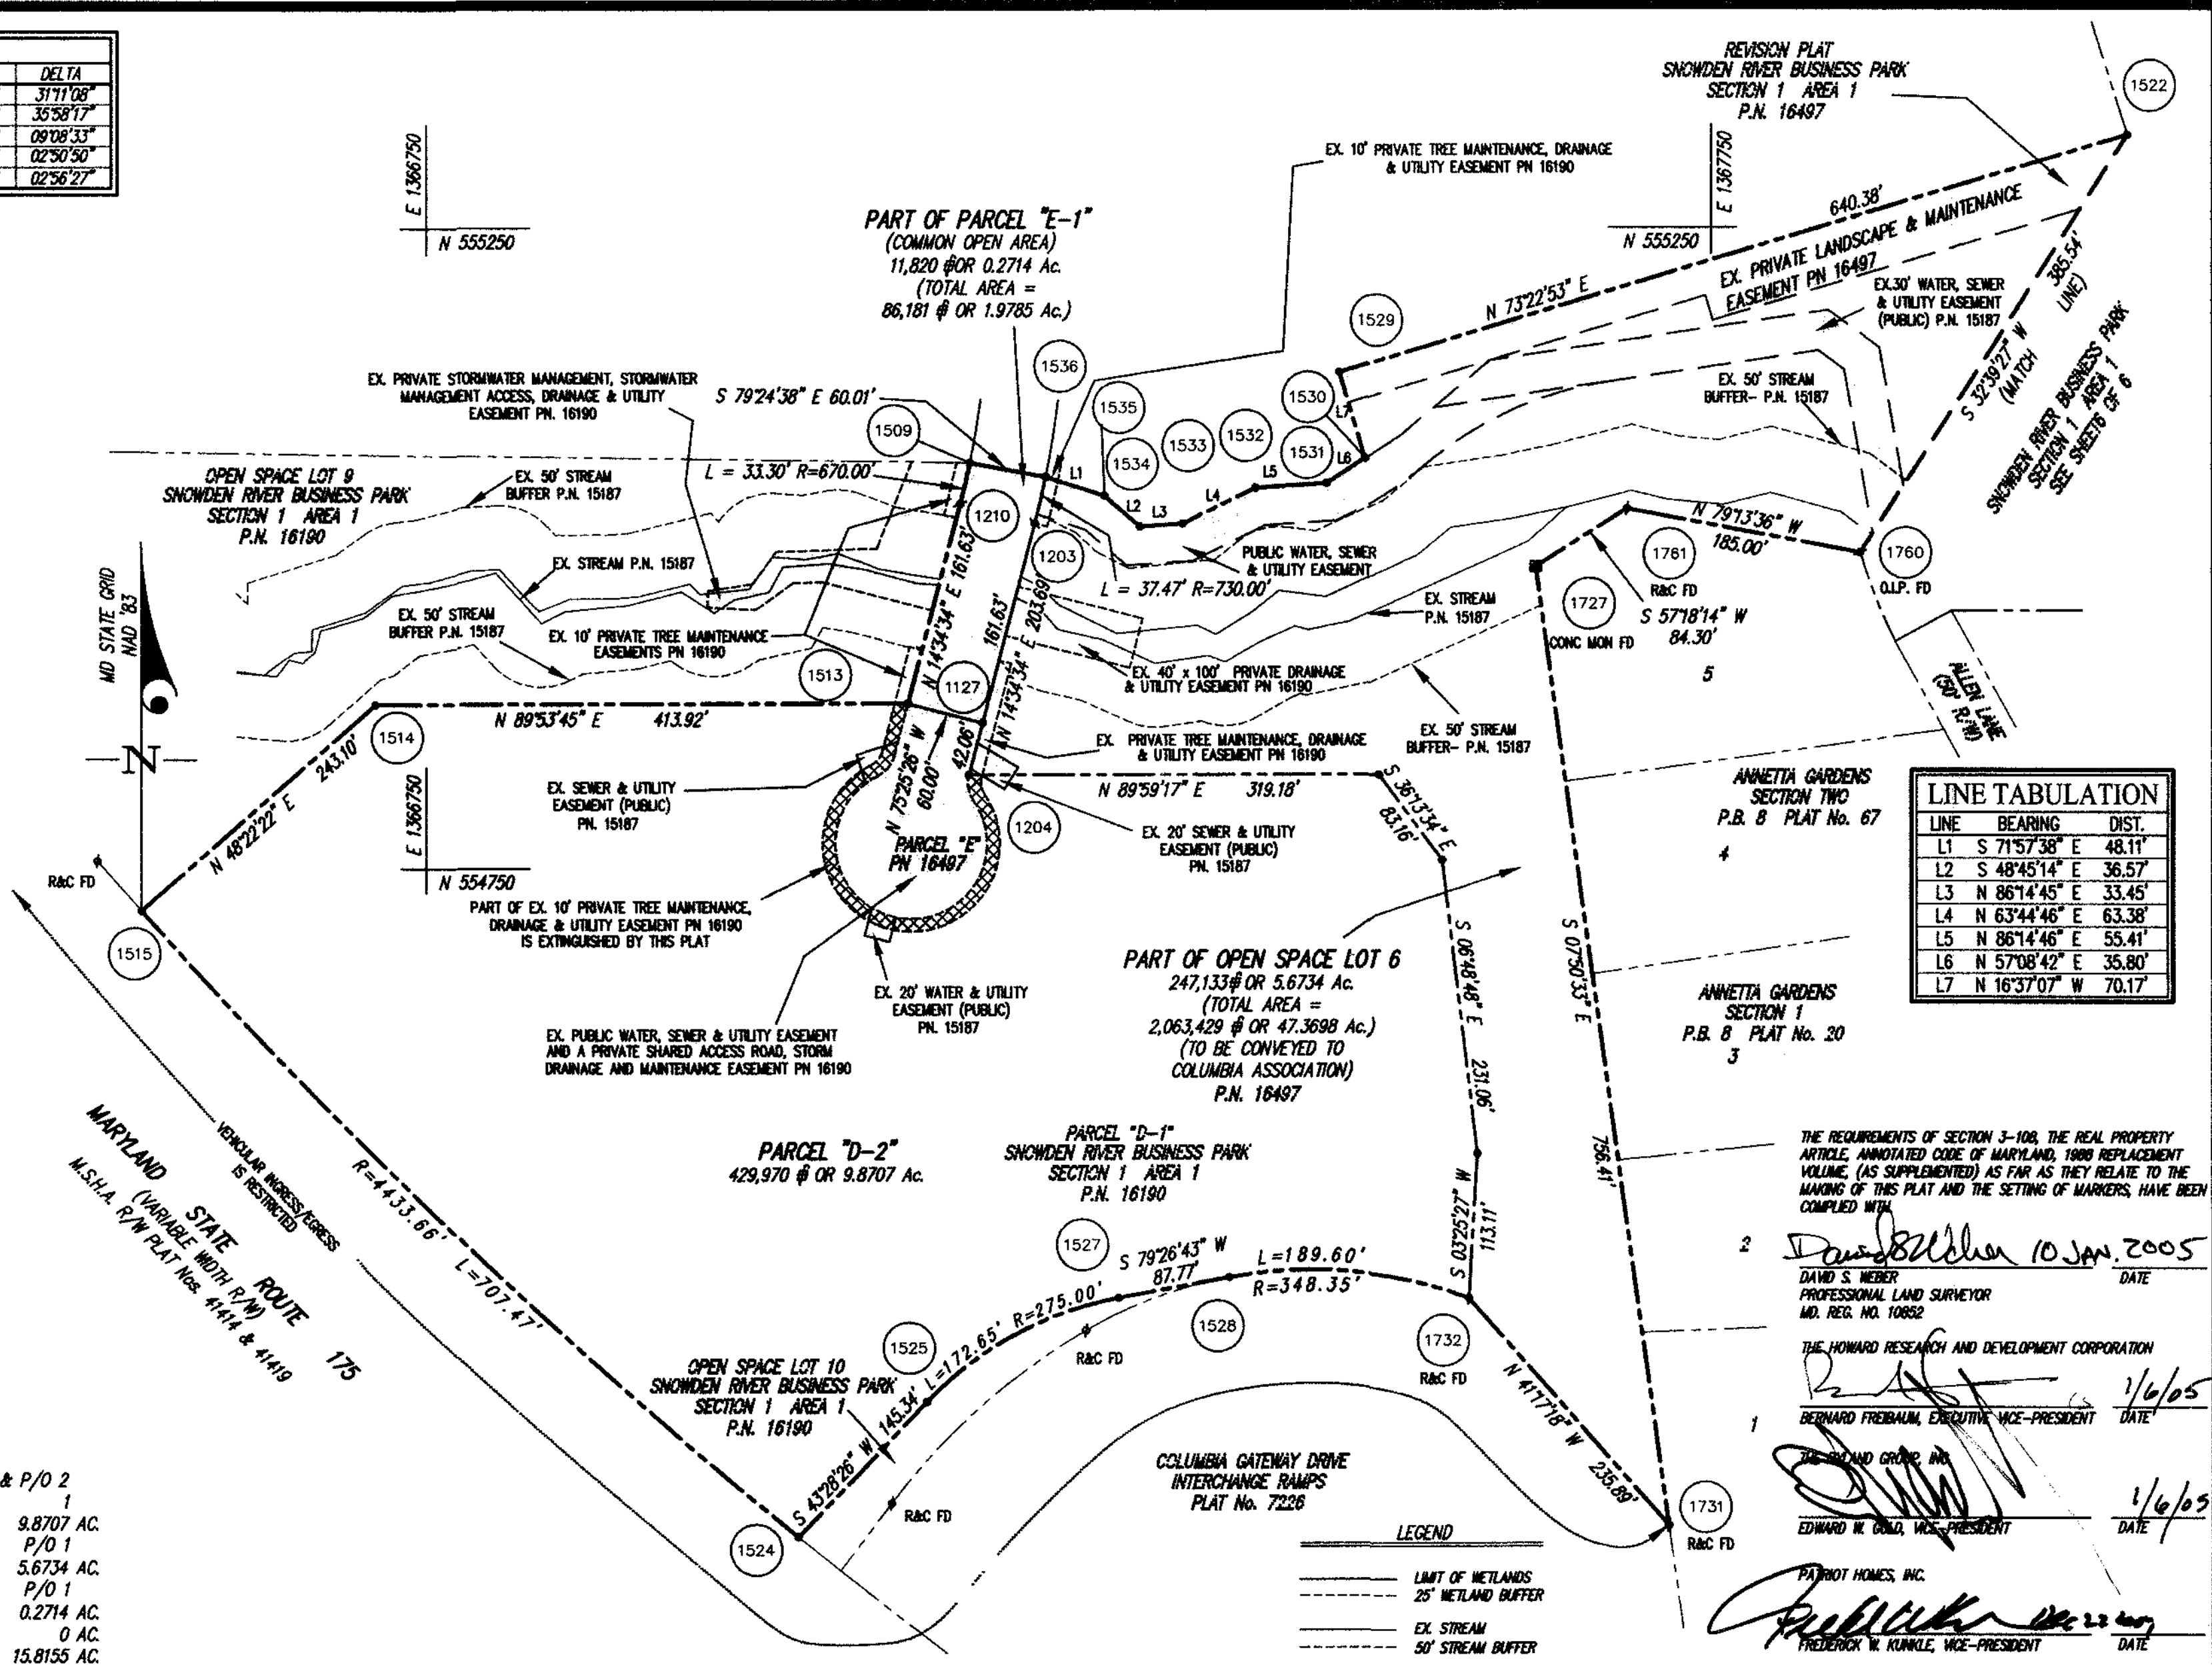 DELTA
31°11'08"
35°58'17"
09°08'33"
02°50'50"
02°56'27"
E 1366750
N 555250
PART OF PARCEL "E-1"
(COMMON OPEN AREA)
11,820 ⏍ OR 0.2714 Ac.
(TOTAL AREA =
86,181 ⏍ OR 1.9785 Ac.)
EX. 10' PRIVATE TREE MAINTENANCE, DRAINAGE
& UTILITY EASEMENT PN 16190
REVISION PLAT
SNOWDEN RIVER BUSINESS PARK
SECTION 1 AREA 1
P.N. 16497
1522
E 1367750
N 555250
640.38'
N 73°22'53" E
EX. PRIVATE LANDSCAPE & MAINTENANCE
EASEMENT PN 16497
EX.30' WATER, SEWER
& UTILITY EASEMENT
(PUBLIC) P.N. 15187
385.54'
S 32°39'27" W
(MATCH
LINE)
SNOWDEN RIVER BUSINESS PARK
SECTION 1 AREA 1
SEE SHEET6 OF 6
EX. 50' STREAM
BUFFER- P.N. 15187
1529
1536
1535
1530
L7
1532
1533
1531
1534
L1
L2
L3
L4
L5
L6
EX. PRIVATE STORMWATER MANAGEMENT, STORMWATER
MANAGEMENT ACCESS, DRAINAGE & UTILITY
EASEMENT PN. 16190
S 79°24'38" E 60.01'
1509
L = 33.30' R=670.00'
OPEN SPACE LOT 9
SNOWDEN RIVER BUSINESS PARK
SECTION 1 AREA 1
P.N. 16190
EX. 50' STREAM
BUFFER P.N. 15187
1210
1203
PUBLIC WATER, SEWER
& UTILITY EASEMENT
L = 37.47' R=730.00'
N 79°13'36" W
185.00'
1761
R&C FD
1760
O.I.P. FD
1727
CONC MON FD
S 57°18'14" W
84.30'
EX. STREAM P.N. 15187
EX. STREAM
P.N. 15187
MD STATE GRID
NAD '83
N
EX. 50' STREAM
BUFFER P.N. 15187
EX. 10' PRIVATE TREE MAINTENANCE
EASEMENTS PN 16190
N 14°34'34" E 161.63'
161.63'
N 14°34'34" E 203.69'
EX. 40' x 100' PRIVATE DRAINAGE
& UTILITY EASEMENT PN 16190
5
ALLEN LANE
(50' R/W)
1513
1127
1514
N 89°53'45" E 413.92'
EX. 50' STREAM
BUFFER- P.N. 15187
EX. PRIVATE TREE MAINTENANCE, DRAINAGE
& UTILITY EASEMENT PN 16190
42.06'
N 75°25'26" W
60.00'
N 48°22'22" E
243.10'
EX. SEWER & UTILITY
EASEMENT (PUBLIC)
PN. 15187
N 89°59'17" E 319.18'
S 36°13'34" E
83.16'
1204
EX. 20' SEWER & UTILITY
EASEMENT (PUBLIC)
PN. 15187
E 1366750
N 554750
PARCEL "E"
PN 16497
ANNETTA GARDENS
SECTION TWO
P.B. 8 PLAT No. 67
4
LINE TABULATION
LINE BEARING DIST.
L1 S 71°57'38" E 48.11'
L2 S 48°45'14" E 36.57'
L3 N 86°14'45" E 33.45'
L4 N 63°44'46" E 63.38'
L5 N 86°14'46" E 55.41'
L6 N 57°08'42" E 35.80'
L7 N 16°37'07" W 70.17'
R&C FD
1515
PART OF EX. 10' PRIVATE TREE MAINTENANCE,
DRAINAGE & UTILITY EASEMENT PN 16190
IS EXTINGUISHED BY THIS PLAT
EX. 20' WATER & UTILITY
EASEMENT (PUBLIC)
PN. 15187
PART OF OPEN SPACE LOT 6
247,133 ⏍ OR 5.6734 Ac.
(TOTAL AREA =
2,063,429 ⏍ OR 47.3698 Ac.)
(TO BE CONVEYED TO
COLUMBIA ASSOCIATION)
P.N. 16497
S 06°48'48" E 231.06'
S 07°50'33" E
756.41'
ANNETTA GARDENS
SECTION 1
P.B. 8 PLAT No. 20
3
EX. PUBLIC WATER, SEWER & UTILITY EASEMENT
AND A PRIVATE SHARED ACCESS ROAD, STORM
DRAINAGE AND MAINTENANCE EASEMENT PN 16190
MARYLAND STATE ROUTE 175
(VARIABLE WIDTH R/W)
M.S.H.A. R/W PLAT Nos. 41414 & 41419
VEHICULAR INGRESS/EGRESS
IS RESTRICTED
R=4433.66'
L=707.47'
PARCEL "D-2"
429,970 ⏍ OR 9.8707 Ac.
PARCEL "D-1"
SNOWDEN RIVER BUSINESS PARK
SECTION 1 AREA 1
P.N. 16190
S 03°25'27" W
113.11'
1527
S 79°26'43" W
87.77'
L=189.60'
R=348.35'
1528
1525
L=172.65' R=275.00'
R&C FD
1732
R&C FD
N 41°17'18" W
235.89'
OPEN SPACE LOT 10
SNOWDEN RIVER BUSINESS PARK
SECTION 1 AREA 1
P.N. 16190
S 43°28'26" W 145.34'
R&C FD
1524
COLUMBIA GATEWAY DRIVE
INTERCHANGE RAMPS
PLAT No. 7226
1731
R&C FD
LEGEND
LIMIT OF WETLANDS
25' WETLAND BUFFER
EX. STREAM
50' STREAM BUFFER
THE REQUIREMENTS OF SECTION 3-108, THE REAL PROPERTY
ARTICLE, ANNOTATED CODE OF MARYLAND, 1988 REPLACEMENT
VOLUME, (AS SUPPLEMENTED) AS FAR AS THEY RELATE TO THE
MAKING OF THIS PLAT AND THE SETTING OF MARKERS, HAVE BEEN
COMPLIED WITH.
2
David S Weber 10 JAN. 2005
DAVID S. WEBER DATE
PROFESSIONAL LAND SURVEYOR
MD. REG. NO. 10852
THE HOWARD RESEARCH AND DEVELOPMENT CORPORATION
1/6/05
1
BERNARD FREIBAUM, EXECUTIVE VICE-PRESIDENT DATE
THE RYLAND GROUP, INC.
1/6/05
EDWARD W. GOLD, VICE-PRESIDENT DATE
PATRIOT HOMES, INC.
DEC 22
FREDERICK W. KUNKLE, VICE-PRESIDENT DATE
& P/O 2
1
9.8707 AC.
P/O 1
5.6734 AC.
P/O 1
0.2714 AC.
0 AC.
15.8155 AC.